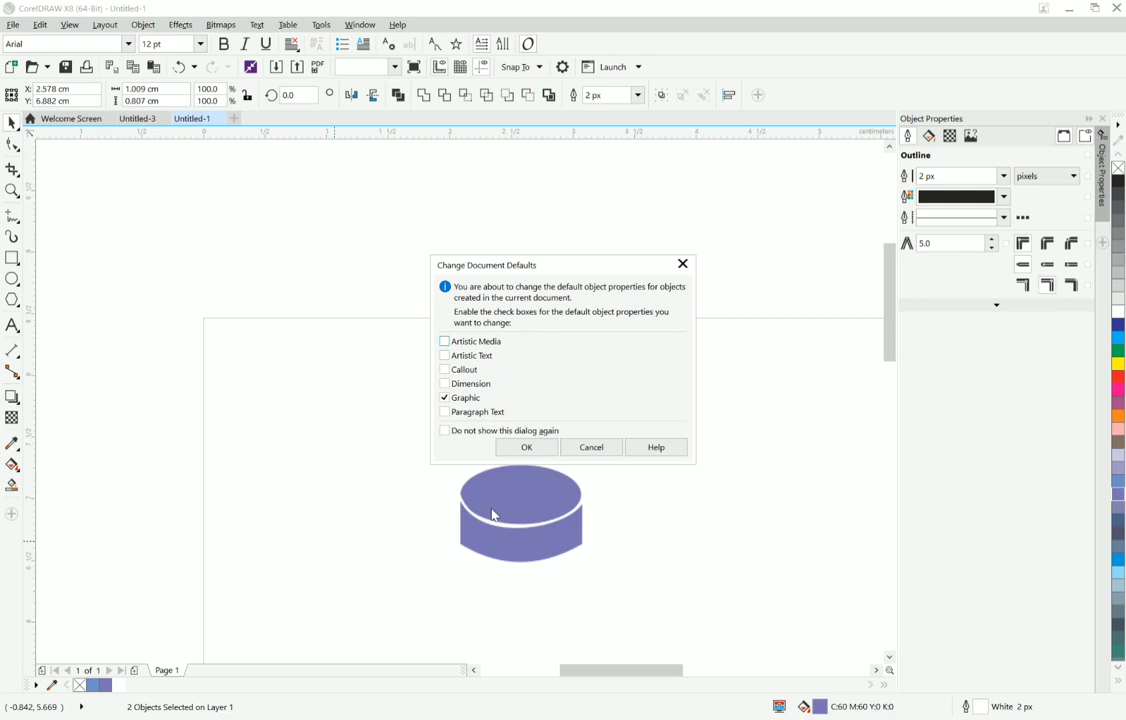 CorelDRAW X8 (64-Bit) - Untitled-1
File Edit View Layout Object Effects Bitmaps Text Table Tools Window Help
Arial 12 pt
Snap To Launch
X: 2.578 cm 1.009 cm 100.0 % 0.0 2 px
Y: 6.882 cm 0.807 cm 100.0 %
Welcome Screen Untitled-3 Untitled-1
centimeters
Object Properties
Outline
2 px pixels
5.0
Object Properties
Change Document Defaults
You are about to change the default object properties for objects
created in the current document.
Enable the check boxes for the default object properties you
want to change:
Artistic Media
Artistic Text
Callout
Dimension
Graphic
Paragraph Text
Do not show this dialog again
OK Cancel Help
1 of 1 Page 1
( -0.842, 5.669 ) 2 Objects Selected on Layer 1 C:60 M:60 Y:0 K:0 White 2 px